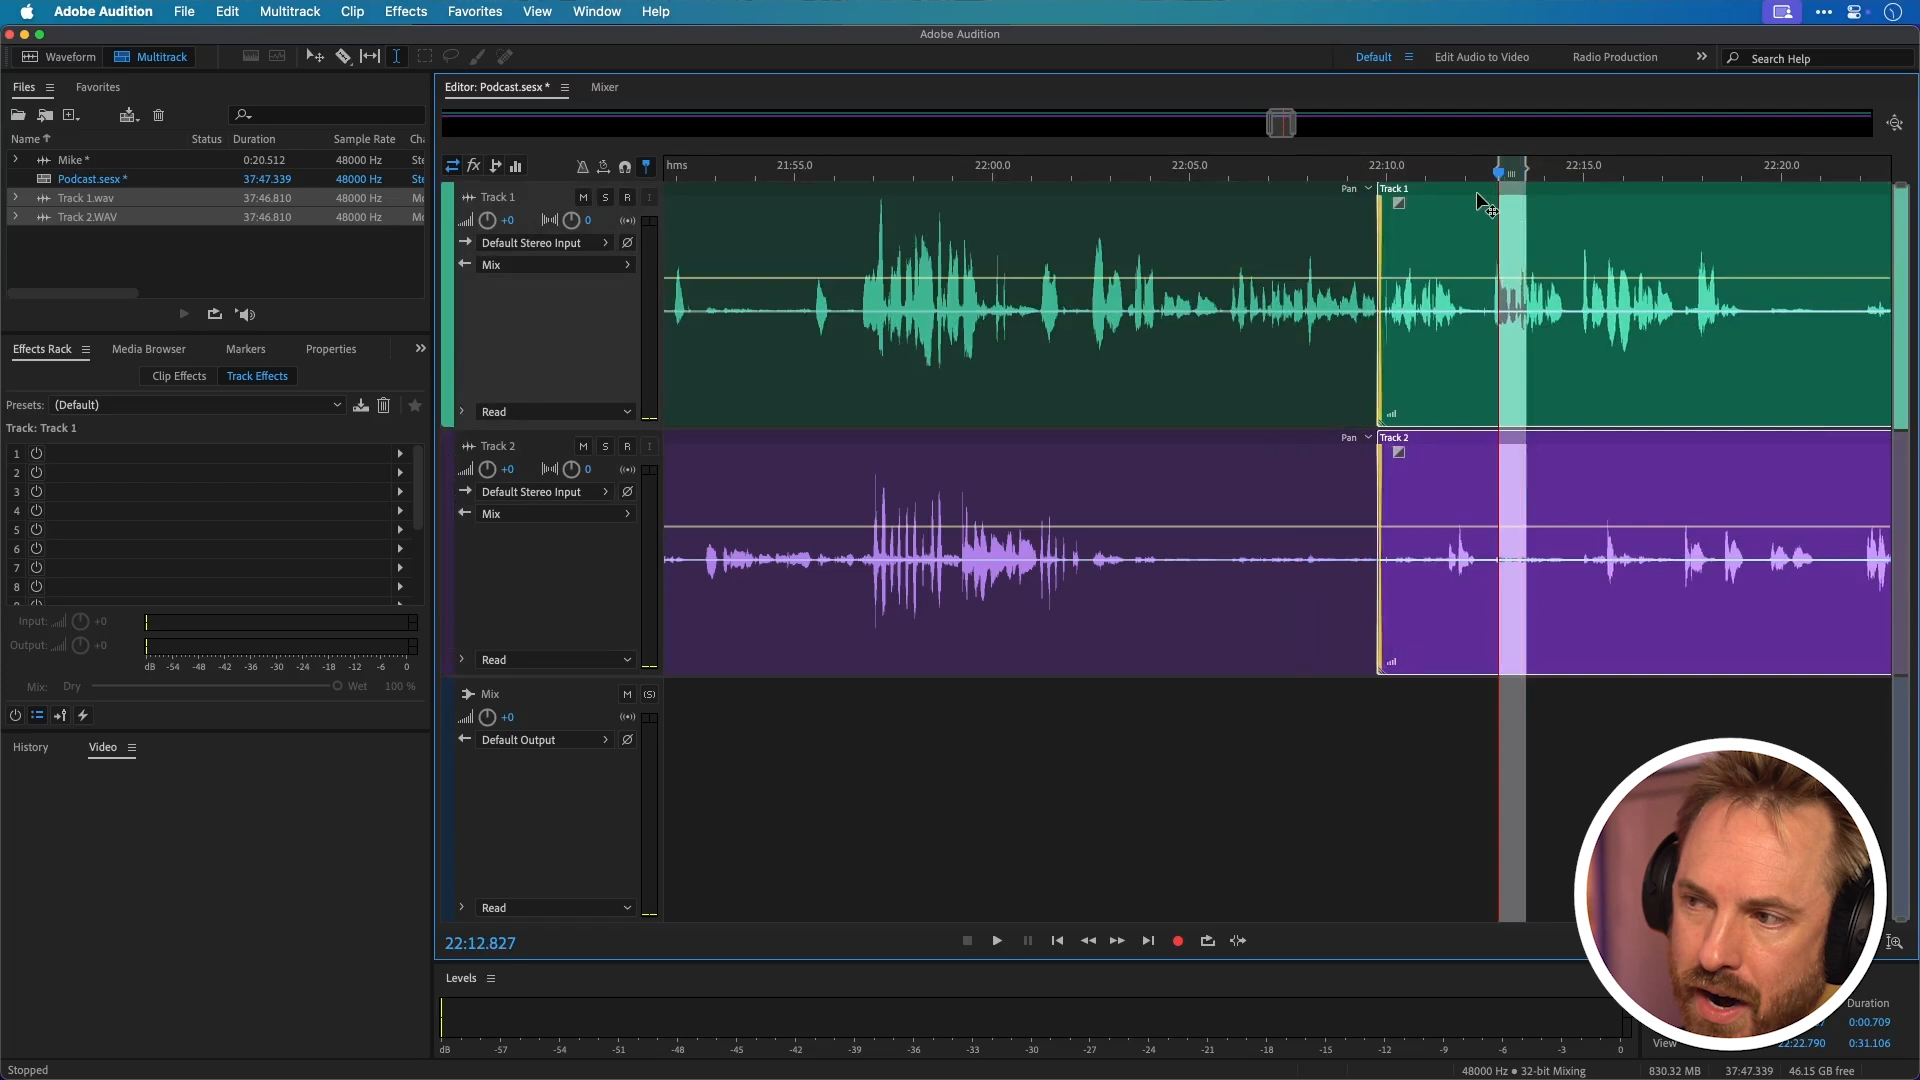 Adobe Audition File Edit Multitrack Clip Effects Favorites View Window Help
Adobe Audition
Waveform Multitrack Default Edit Audio to Video Radio Production Search Help
Files Favorites
Name Status Duration Sample Rate Cha
Mike * 0:20.512 48000 Hz Ste
Podcast.sesx * 37:47.339 48000 Hz Ste
Track 1.wav 37:46.810 48000 Hz Mo
Track 2.WAV 37:46.810 48000 Hz Mo
Effects Rack Media Browser Markers Properties
Clip Effects Track Effects
Presets: (Default)
Track: Track 1
1
2
3
4
5
6
7
8
Input: +0
Output: +0
dB -54 -48 -42 -36 -30 -24 -18 -12 -6 0
Mix: Dry Wet 100 %
History Video
Editor: Podcast.sesx * Mixer
fx hms 21:55.0 22:00.0 22:05.0 22:10.0 22:15.0 22:20.0
Track 1 M S R I Pan Track 1
+0 0
Default Stereo Input
Mix
Read
Track 2 M S R I Pan Track 2
+0 0
Default Stereo Input
Mix
Read
Mix M (S)
+0
Default Output
Read
22:12.827
Levels
dB -57 -54 -51 -48 -45 -42 -39 -36 -33 -30 -27 -24 -21 -18 -15 -12 -9 -6 -3 0
Duration
0:00.709
View 22:22.790 0:31.106
Stopped 48000 Hz ● 32-bit Mixing 830.32 MB 37:47.339 46.15 GB free